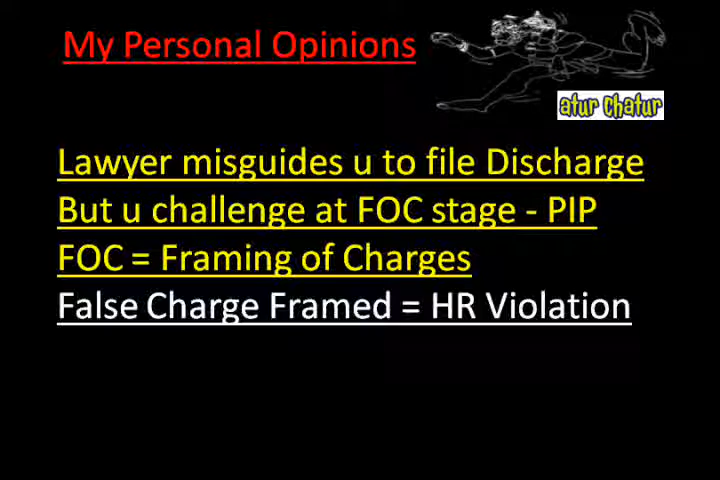 My Personal Opinions
atur chatur
Lawyer misguides u to file Discharge
But u challenge at FOC stage - PIP
FOC = Framing of Charges
False Charge Framed = HR Violation